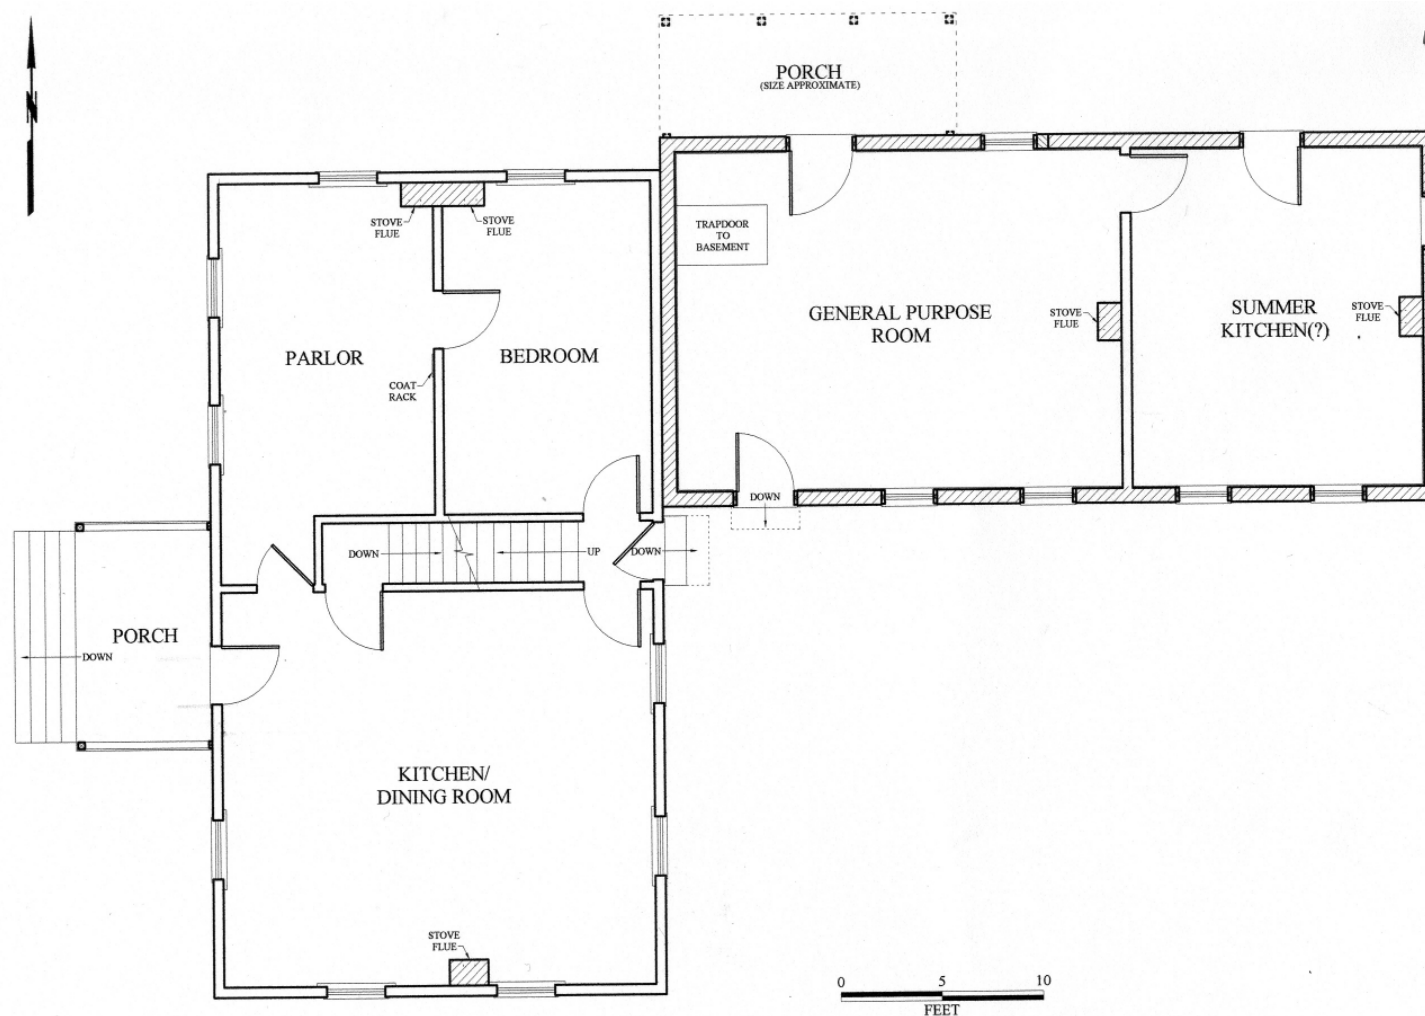 N
PORCH
(SIZE APPROXIMATE)
STOVE
FLUE
STOVE
FLUE
TRAPDOOR
TO
BASEMENT
GENERAL PURPOSE
ROOM
STOVE
FLUE
SUMMER
KITCHEN(?)
STOVE
FLUE
PARLOR
BEDROOM
COAT
RACK
DOWN
DOWN
UP
DOWN
PORCH
DOWN
KITCHEN/
DINING ROOM
STOVE
FLUE
0 5 10
FEET